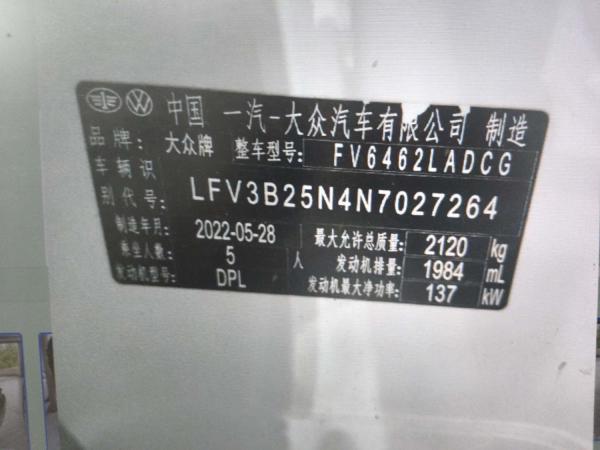 中国 一汽-大众汽车有限公司 制造
品牌: 大众牌 整车型号: FV6462LADCG
车辆识别代号: LFV3B25N4N7027264
制造年月: 2022-05-28 最大允许总质量: 2120 kg
乘坐人数: 5 人 发动机排量: 1984 mL
发动机型号: DPL 发动机最大净功率: 137 kW